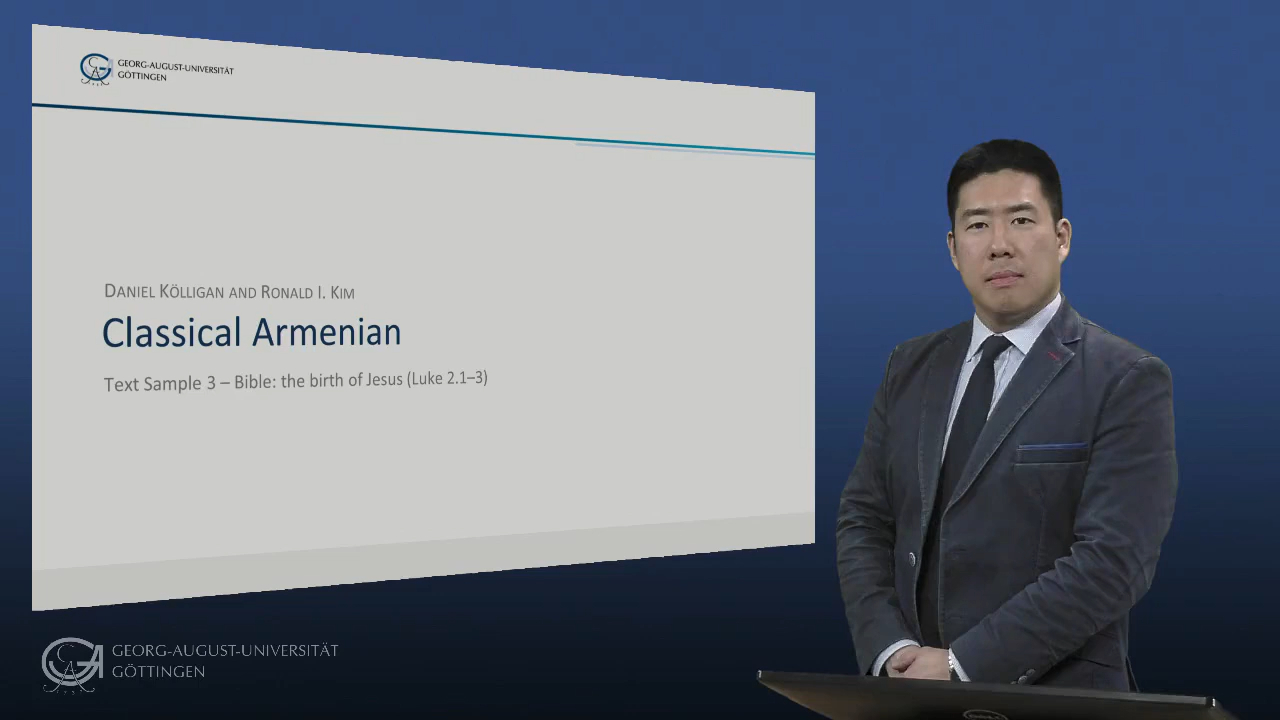 GEORG-AUGUST-UNIVERSITÄT
GÖTTINGEN
DANIEL KÖLLIGAN AND RONALD I. KIM
Classical Armenian
Text Sample 3 – Bible: the birth of Jesus (Luke 2.1–3)
GEORG-AUGUST-UNIVERSITÄT
GÖTTINGEN